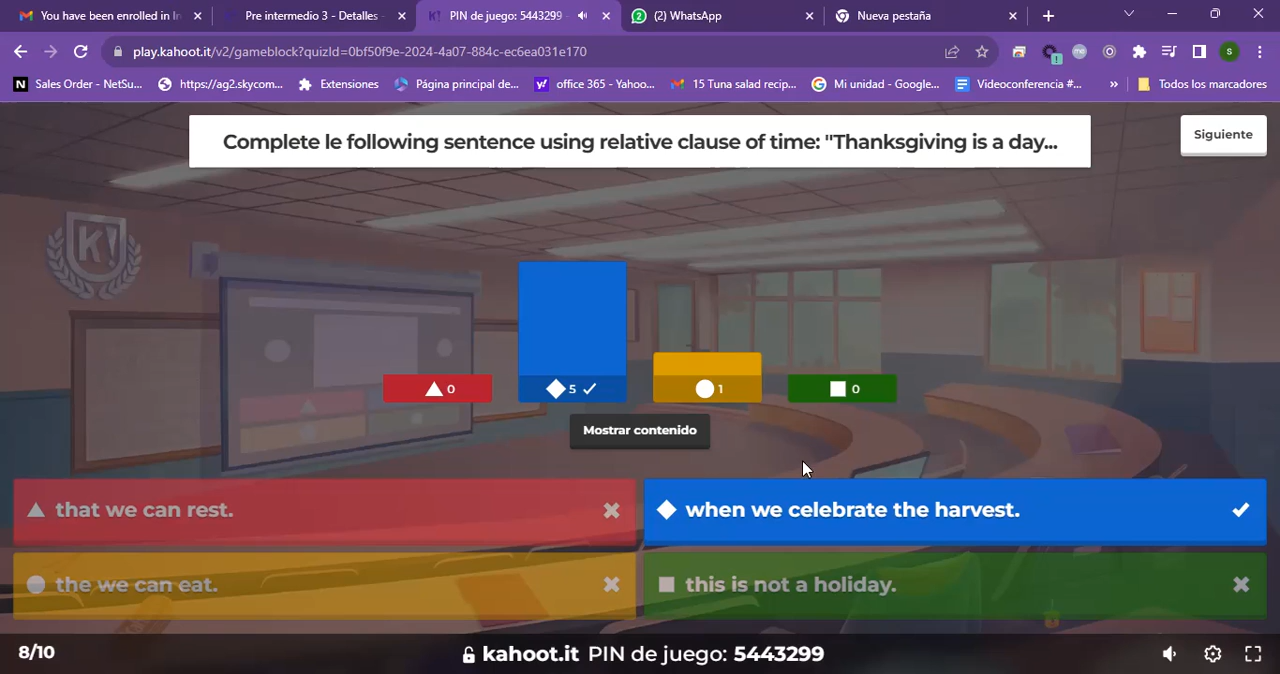 You have been enrolled in In
Pre intermedio 3 - Detalles -
PIN de juego: 5443299
(2) WhatsApp
Nueva pestaña
play.kahoot.it/v2/gameblock?quizId=0bf50f9e-2024-4a07-884c-ec6ea031e170
S
Sales Order - NetSu...
https://ag2.skycom...
Extensiones
Página principal de...
office 365 - Yahoo...
15 Tuna salad recip...
Mi unidad - Google...
Videoconferencia #...
»
Todos los marcadores
Complete le following sentence using relative clause of time: "Thanksgiving is a day...
Siguiente
K!
0
5
1
0
Mostrar contenido
that we can rest.
when we celebrate the harvest.
the we can eat.
this is not a holiday.
8/10
kahoot.it PIN de juego: 5443299